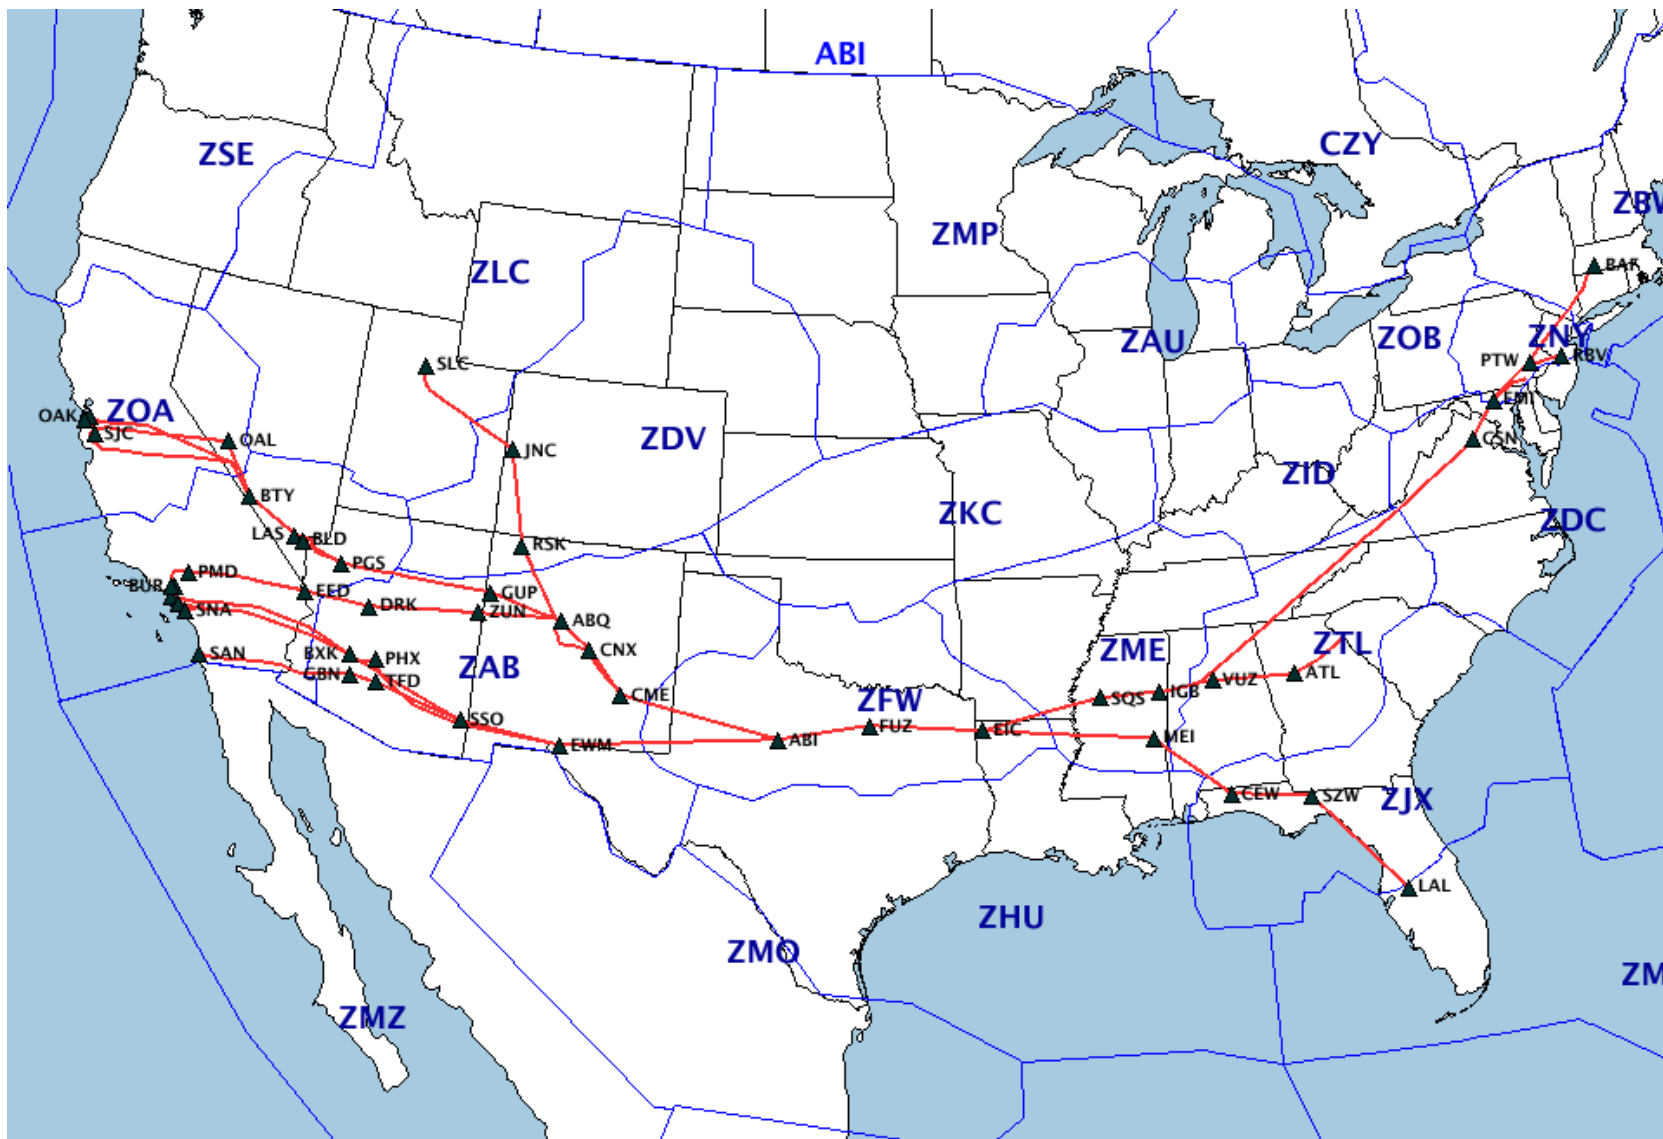 ABI
CZY
ZSE
ZBW
ZMP
ZLC
BAF
ZAU
ZOB
ZNY
RBV
PTW
SLC
EMI
OAK
ZOA
SJC
OAL
ZDV
CSN
JNC
ZID
BTY
ZKC
ZDC
LAS
BLD
RSK
PGS
PMD
BUR
EED
GUP
DRK
ZUN
SNA
ABQ
ZTL
ZME
CNX
SAN
BXK
PHX
ZAB
GBN
TFD
ATL
VUZ
IGB
SQS
CME
ZFW
SSO
FUZ
EIC
MEI
ABI
EWM
CEW
SZW
ZJX
LAL
ZHU
ZMO
ZM
ZMZ